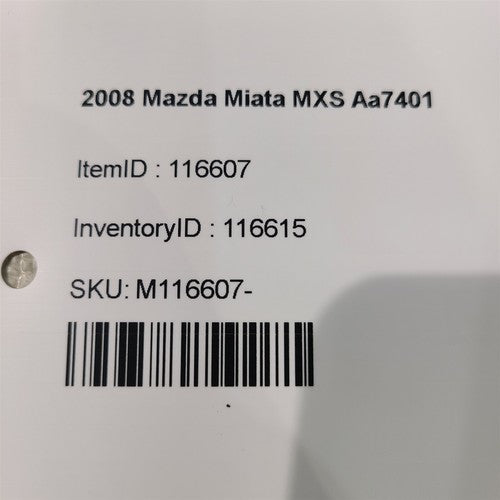 2008 Mazda Miata MXS Aa7401
ItemID : 116607
InventoryID : 116615
SKU: M116607-